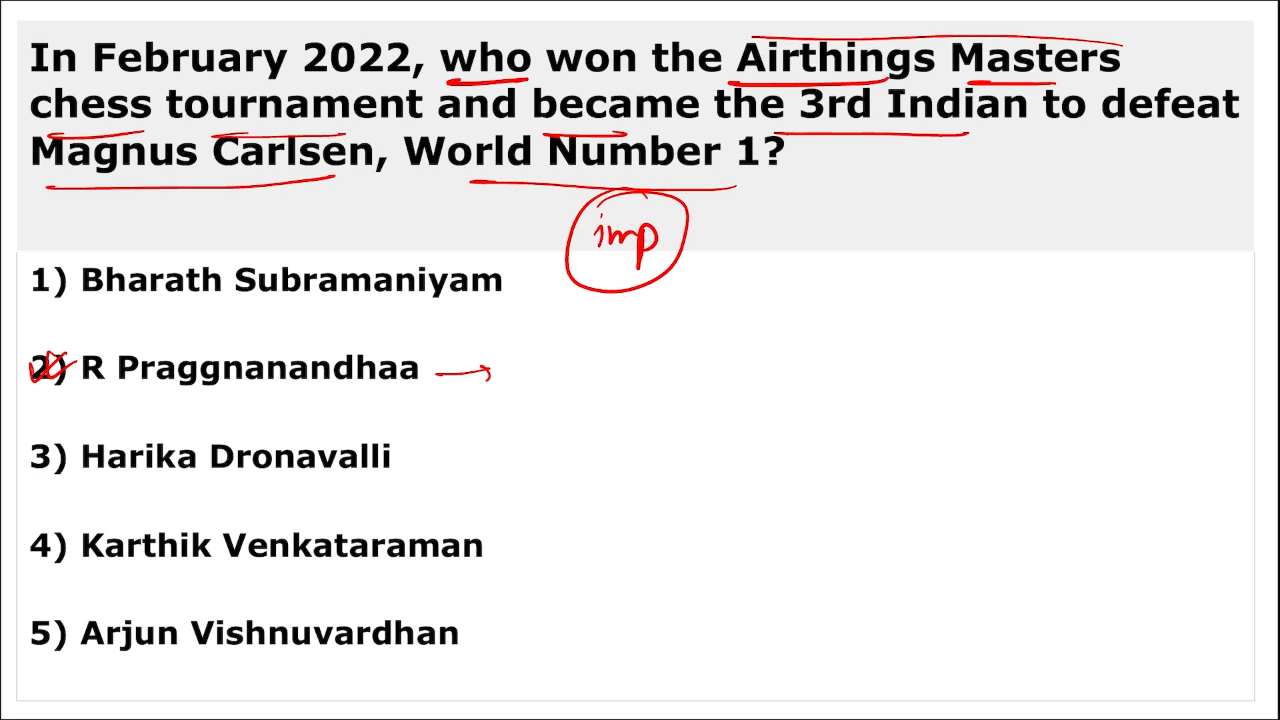 In February 2022, who won the Airthings Masters
chess tournament and became the 3rd Indian to defeat
Magnus Carlsen, World Number 1?
imp
1) Bharath Subramaniyam
2) R Praggnanandhaa
3) Harika Dronavalli
4) Karthik Venkataraman
5) Arjun Vishnuvardhan